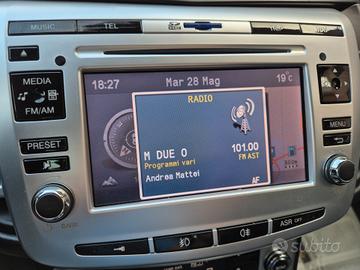 MUSIC TEL TRIP NAV
18:27 Mar 28 Mag 19°c
MEDIA
FM/AM
RADIO
M DUE O 101.00
Programmi vari FM AST
Andrea Mattei
AF
PRESET
MENU
ASR OFF
subito